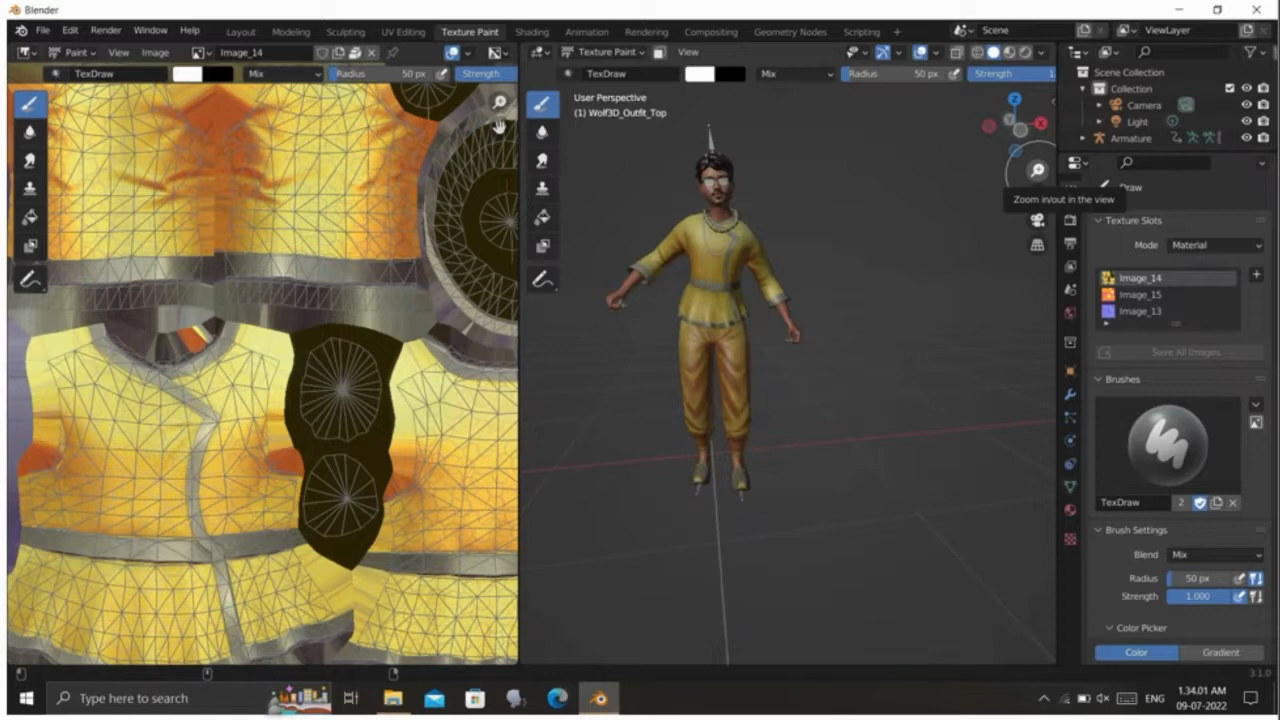 Blender
File Edit Render Window Help Layout Modeling Sculpting UV Editing Texture Paint Shading Animation Rendering Compositing Geometry Nodes Scripting + Scene ViewLayer
Paint View Image Image_14 Texture Paint View
TexDraw Mix Radius 50 px Strength TexDraw Mix Radius 50 px Strength 1.
Scene Collection
Collection
Camera
Light
Armature
User Perspective
(1) Wolf3D_Outfit_Top
Draw
Zoom in/out in the view
Texture Slots
Mode Material
Image_14
Image_15
Image_13
Save All Images
Brushes
TexDraw 2
Brush Settings
Blend Mix
Radius 50 px
Strength 1.000
Color Picker
Color Gradient
3.1.0
Type here to search
ENG
1.34.01 AM
09-07-2022
X
Z